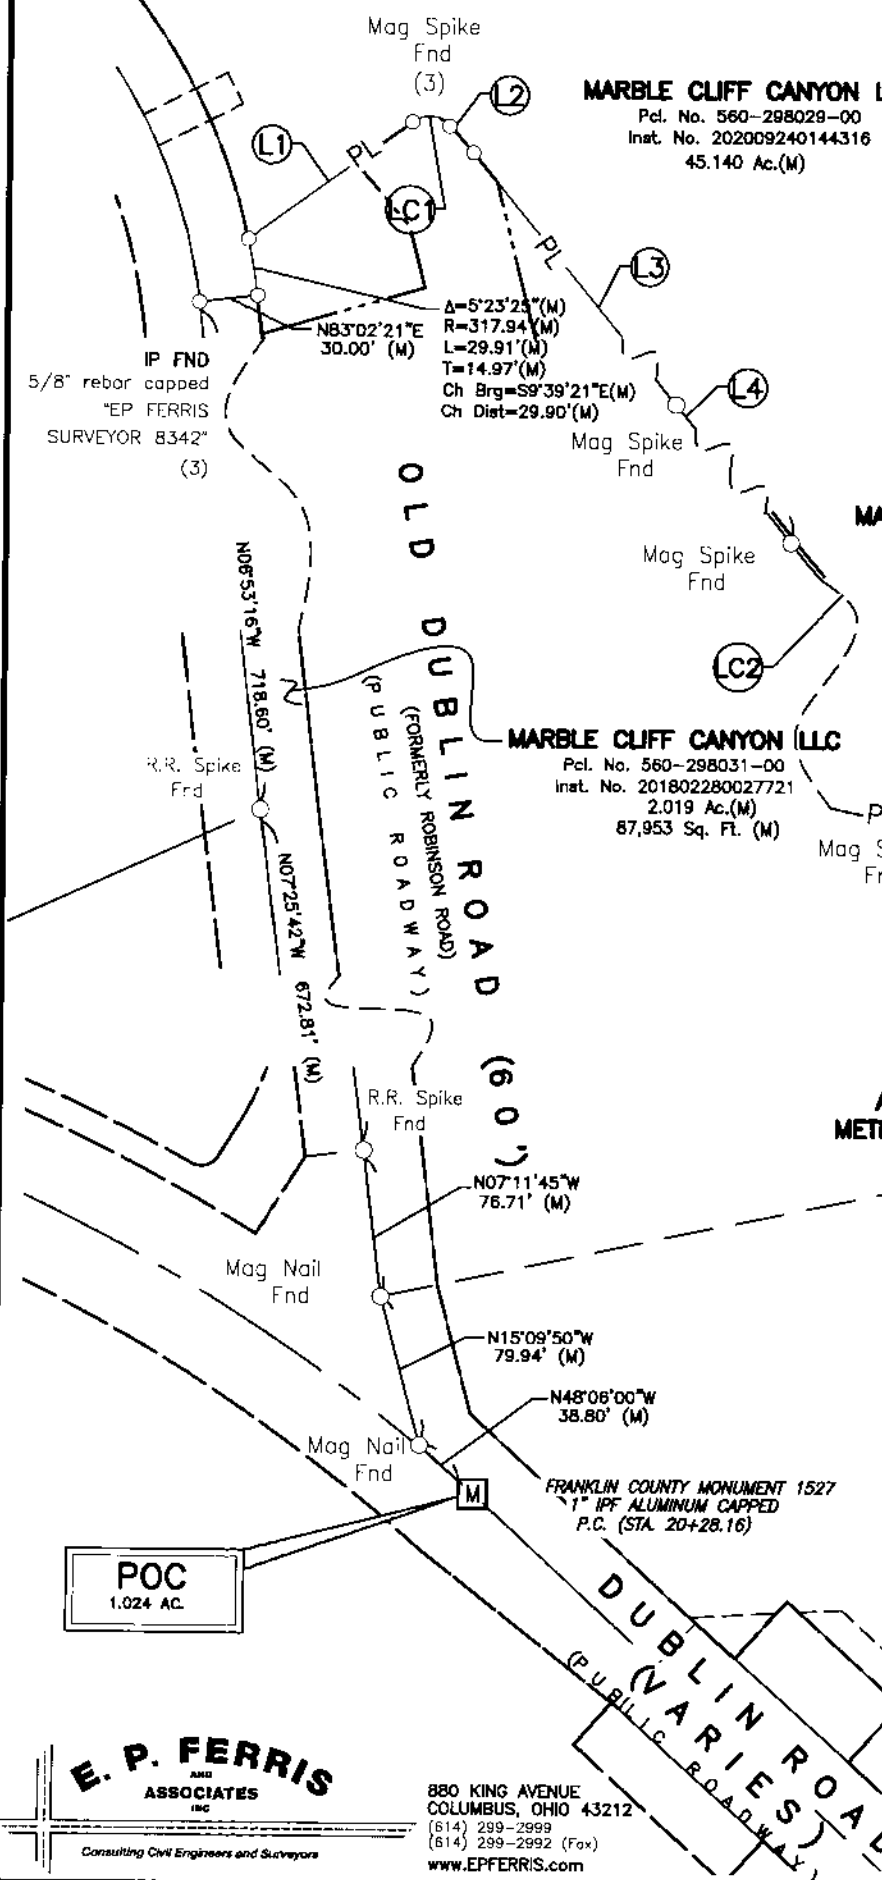 Mag Spike
Fnd
(3)
L2
MARBLE CLIFF CANYON L
Pcl. No. 560-298029-00
Inst. No. 202009240144316
45.140 Ac.(M)
L1
PL
LC1
PL
L3
N83°02'21"E
30.00' (M)
Δ=5°23'25"(M)
R=317.94'(M)
L=29.91'(M)
T=14.97'(M)
Ch Brg=S9°39'21"E(M)
Ch Dist=29.90'(M)
IP FND
5/8" rebar capped
"EP FERRIS
SURVEYOR 8342"
(3)
L4
Mag Spike
Fnd
MA
Mag Spike
Fnd
LC2
OLD DUBLIN ROAD (60')
(FORMERLY ROBINSON ROAD)
(PUBLIC ROADWAY)
N06°53'16"W 718.60' (M)
MARBLE CLIFF CANYON LLC
Pcl. No. 560-298031-00
Inst. No. 201802280027721
2.019 Ac.(M)
87,953 Sq. Ft. (M)
R.R. Spike
Fnd
P
Mag S
Fn
N07°25'42"W 672.81' (M)
R.R. Spike
Fnd
METR
N07°11'45"W
76.71' (M)
Mag Nail
Fnd
N15°09'50"W
79.94' (M)
N48°06'00"W
38.80' (M)
Mag Nail
Fnd
M
FRANKLIN COUNTY MONUMENT 1527
1" IPF ALUMINUM CAPPED
P.C. (STA. 20+28.16)
POC
1.024 AC.
DUBLIN ROAD
(VARIES)
(PUBLIC ROADWAY)
E. P. FERRIS
AND
ASSOCIATES
INC
Consulting Civil Engineers and Surveyors
880 KING AVENUE
COLUMBUS, OHIO 43212
(614) 299-2999
(614) 299-2992 (Fax)
www.EPFERRIS.com